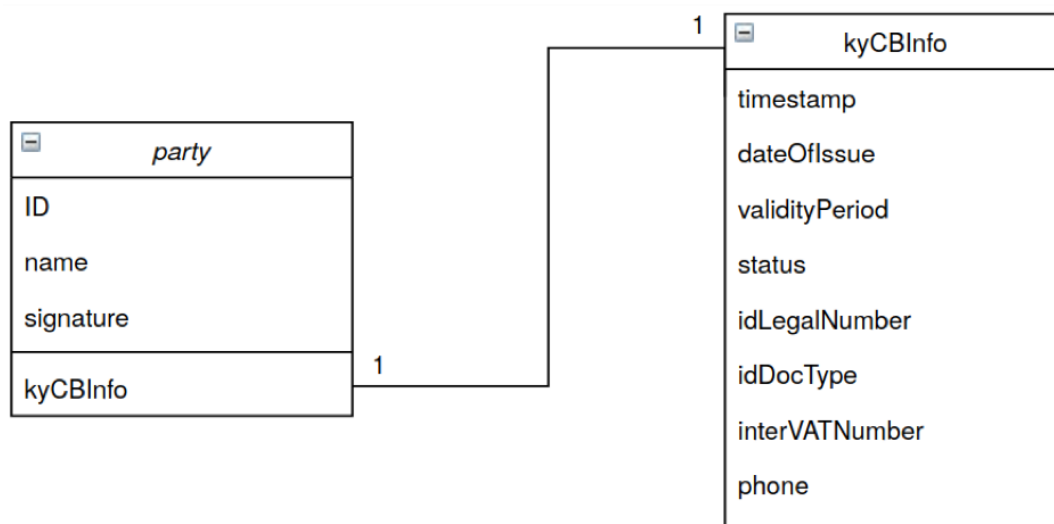 party
ID
name
signature
kyCBInfo
1
1
kyCBInfo
timestamp
dateOfIssue
validityPeriod
status
idLegalNumber
idDocType
interVATNumber
phone